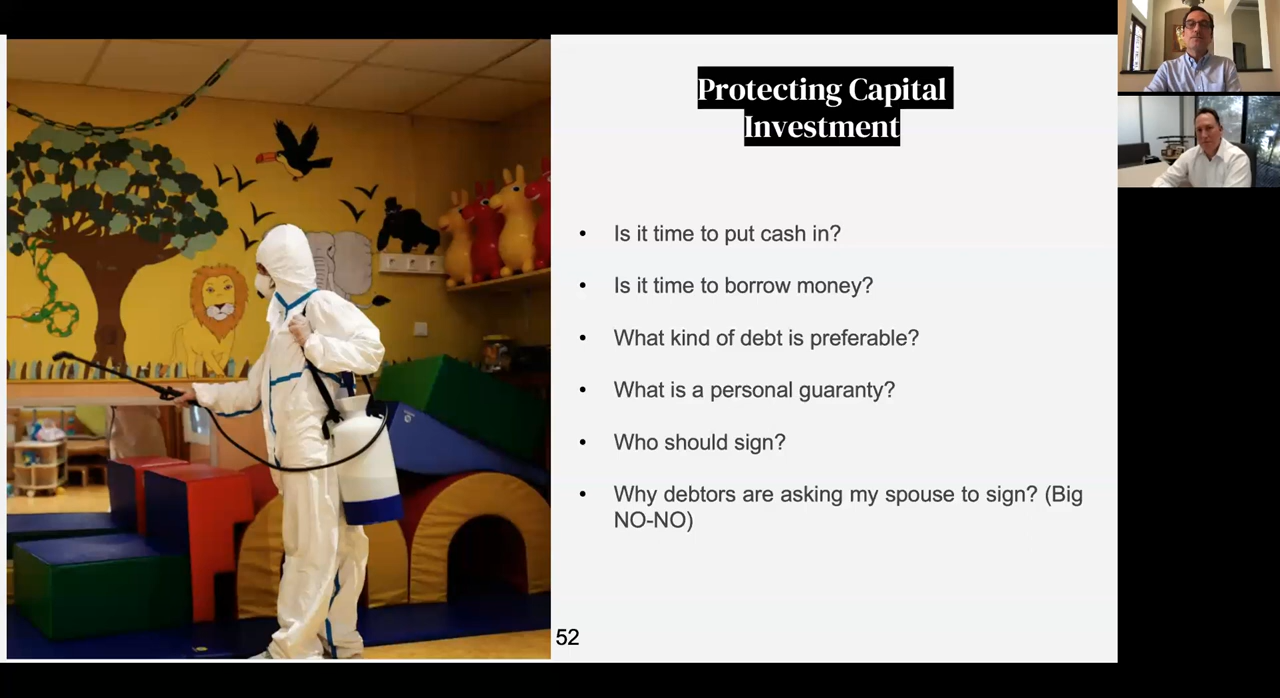 Protecting Capital
Investment
• Is it time to put cash in?
• Is it time to borrow money?
• What kind of debt is preferable?
• What is a personal guaranty?
• Who should sign?
• Why debtors are asking my spouse to sign? (Big
NO-NO)
52